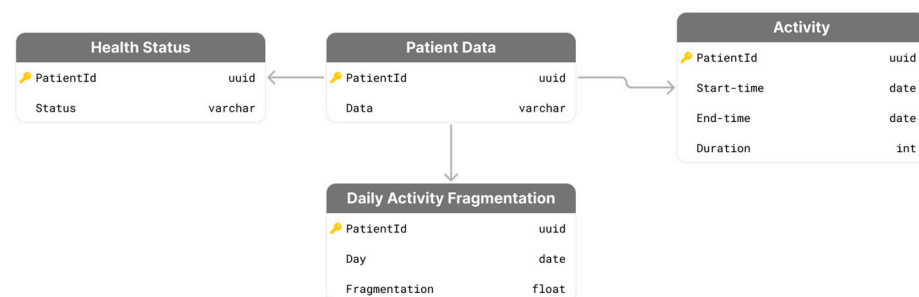 Health Status
PatientId uuid
Status varchar
Patient Data
PatientId uuid
Data varchar
Activity
PatientId uuid
Start-time date
End-time date
Duration int
Daily Activity Fragmentation
PatientId uuid
Day date
Fragmentation float